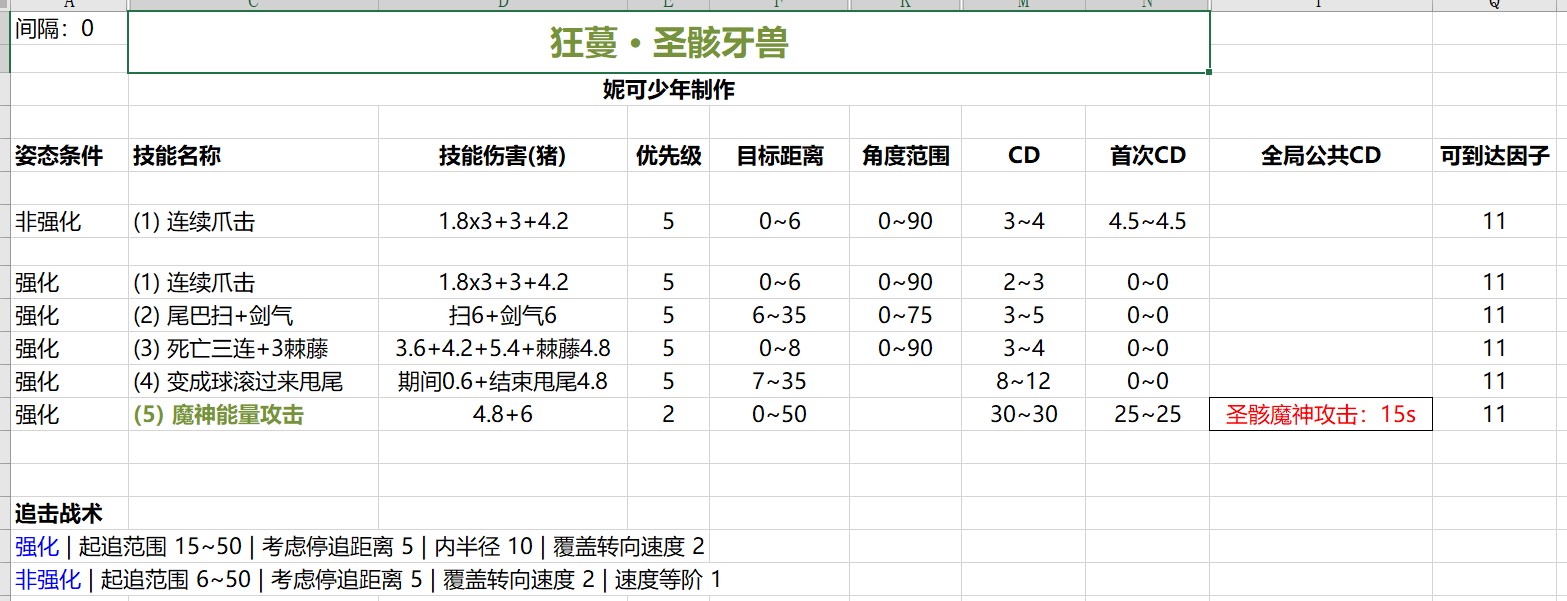 A C D E F K M N T Q
间隔：0
狂蔓·圣骸牙兽
妮可少年制作
姿态条件 技能名称 技能伤害(猪) 优先级 目标距离 角度范围 CD 首次CD 全局公共CD 可到达因子
非强化 (1) 连续爪击 1.8x3+3+4.2 5 0~6 0~90 3~4 4.5~4.5 11
强化 (1) 连续爪击 1.8x3+3+4.2 5 0~6 0~90 2~3 0~0 11
强化 (2) 尾巴扫+剑气 扫6+剑气6 5 6~35 0~75 3~5 0~0 11
强化 (3) 死亡三连+3棘藤 3.6+4.2+5.4+棘藤4.8 5 0~8 0~90 3~4 0~0 11
强化 (4) 变成球滚过来甩尾 期间0.6+结束甩尾4.8 5 7~35 8~12 0~0 11
强化 (5) 魔神能量攻击 4.8+6 2 0~50 30~30 25~25 圣骸魔神攻击：15s 11
追击战术
强化 | 起追范围 15~50 | 考虑停追距离 5 | 内半径 10 | 覆盖转向速度 2
非强化 | 起追范围 6~50 | 考虑停追距离 5 | 覆盖转向速度 2 | 速度等阶 1